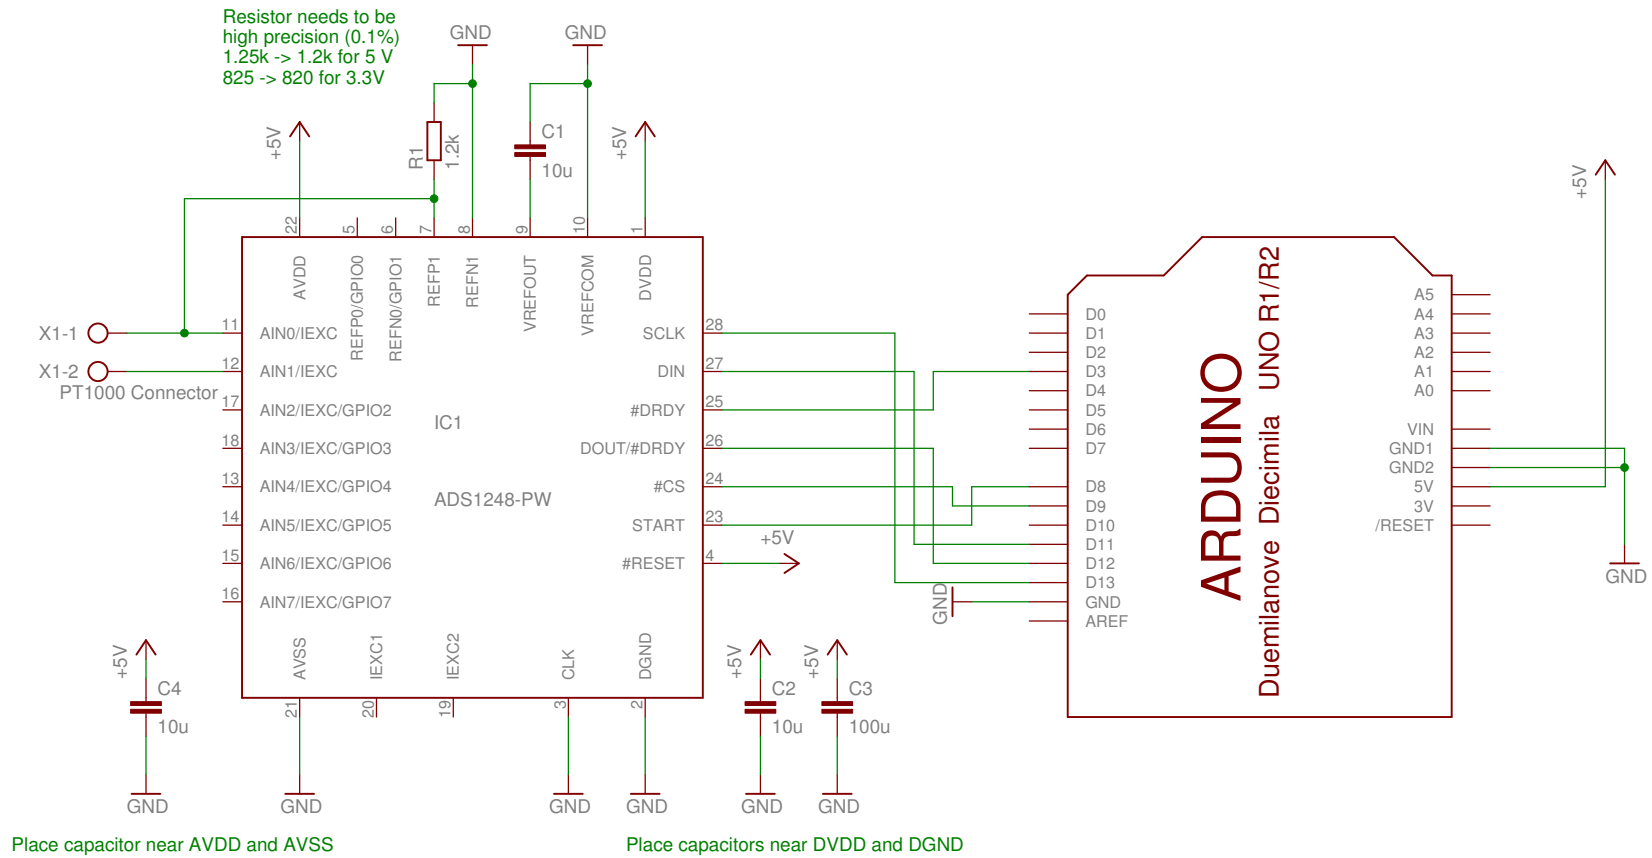 Resistor needs to be
high precision (0.1%)
1.25k -> 1.2k for 5 V
825 -> 820 for 3.3V
GND
GND
+5V
R1
1.2k
C1
10u
+5V
+5V
22
5
6
7
8
9
10
1
AVDD
REFP0/GPIO0
REFN0/GPIO1
REFP1
REFN1
VREFOUT
VREFCOM
DVDD
X1-1
X1-2
PT1000 Connector
11
AIN0/IEXC
12
AIN1/IEXC
17
AIN2/IEXC/GPIO2
18
AIN3/IEXC/GPIO3
13
AIN4/IEXC/GPIO4
14
AIN5/IEXC/GPIO5
15
AIN6/IEXC/GPIO6
16
AIN7/IEXC/GPIO7
IC1
ADS1248-PW
SCLK
28
DIN
27
#DRDY
25
DOUT/#DRDY
26
#CS
24
START
23
#RESET
4
+5V
AVSS
IEXC1
IEXC2
CLK
DGND
21
20
19
3
2
D0
D1
D2
D3
D4
D5
D6
D7
D8
D9
D10
D11
D12
D13
GND
AREF
GND
ARDUINO
Duemilanove Diecimila UNO R1/R2
A5
A4
A3
A2
A1
A0
VIN
GND1
GND2
5V
3V
/RESET
GND
+5V
C4
10u
GND
GND
GND
GND
+5V
C2
10u
GND
+5V
C3
100u
GND
Place capacitor near AVDD and AVSS
Place capacitors near DVDD and DGND